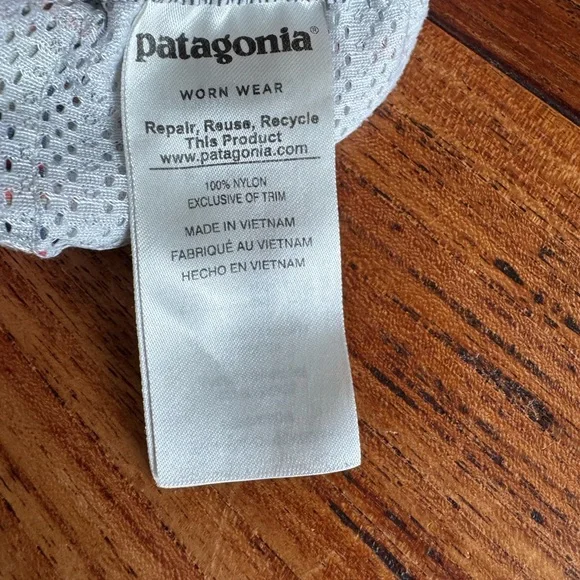 patagonia®
WORN WEAR
Repair, Reuse, Recycle
This Product
www.patagonia.com
100% NYLON
EXCLUSIVE OF TRIM
MADE IN VIETNAM
FABRIQUÉ AU VIETNAM
HECHO EN VIETNAM